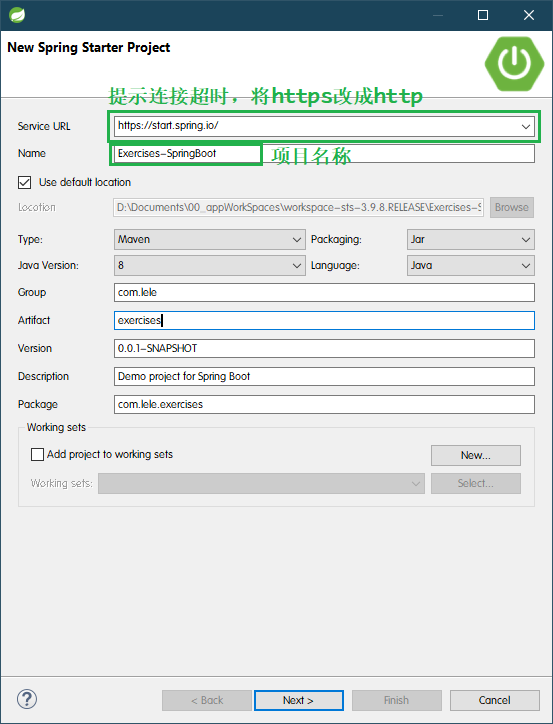 New Spring Starter Project
提示连接超时，将https改成http
Service URL https://start.spring.io/
Name Exercises-SpringBoot 项目名称
Use default location
Location D:\Documents\00_appWorkSpaces\workspace-sts-3.9.8.RELEASE\Exercises-S Browse
Type: Maven Packaging: Jar
Java Version: 8 Language: Java
Group com.lele
Artifact exercises
Version 0.0.1-SNAPSHOT
Description Demo project for Spring Boot
Package com.lele.exercises
Working sets
Add project to working sets New...
Working sets: Select...
? < Back Next > Finish Cancel